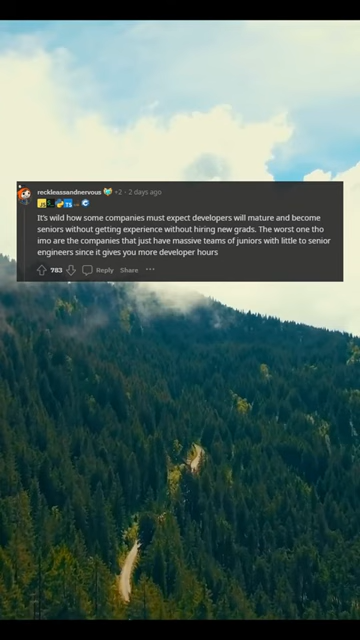 recklessandnervous +2 · 2 days ago
It's wild how some companies must expect developers will mature and become
seniors without getting experience without hiring new grads. The worst one tho
imo are the companies that just have massive teams of juniors with little to senior
engineers since it gives you more developer hours
783 Reply Share ...